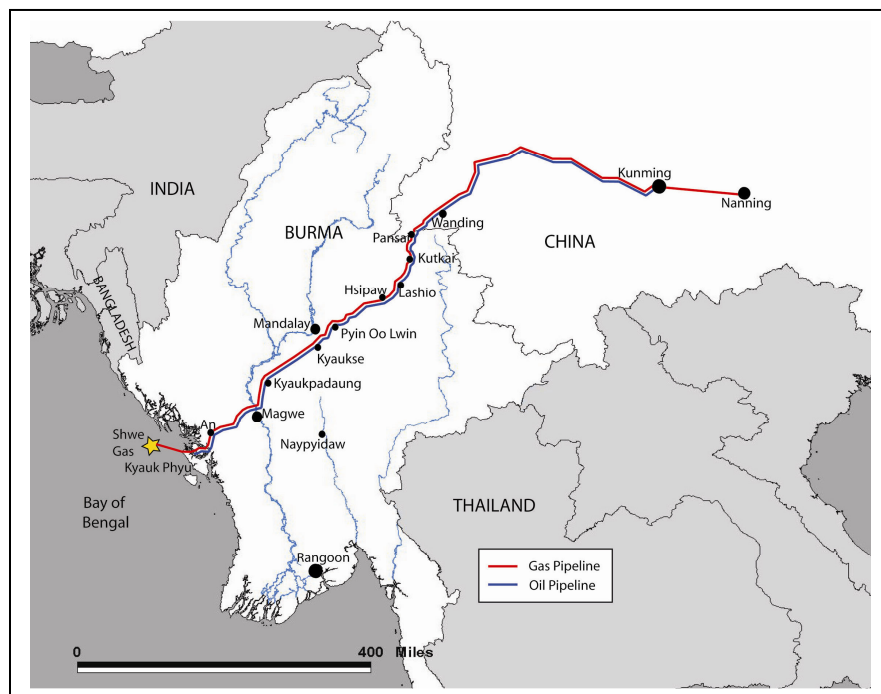 INDIA
BURMA
CHINA
BANGLADESH
THAILAND
Kunming
Nanning
Wanding
Pansai
Kutkai
Hsipaw
Lashio
Mandalay
Pyin Oo Lwin
Kyaukse
Kyaukpadaung
Magwe
An
Naypyidaw
Shwe
Gas
Kyauk Phyu
Bay of
Bengal
Rangoon
Gas Pipeline
Oil Pipeline
0 400 Miles